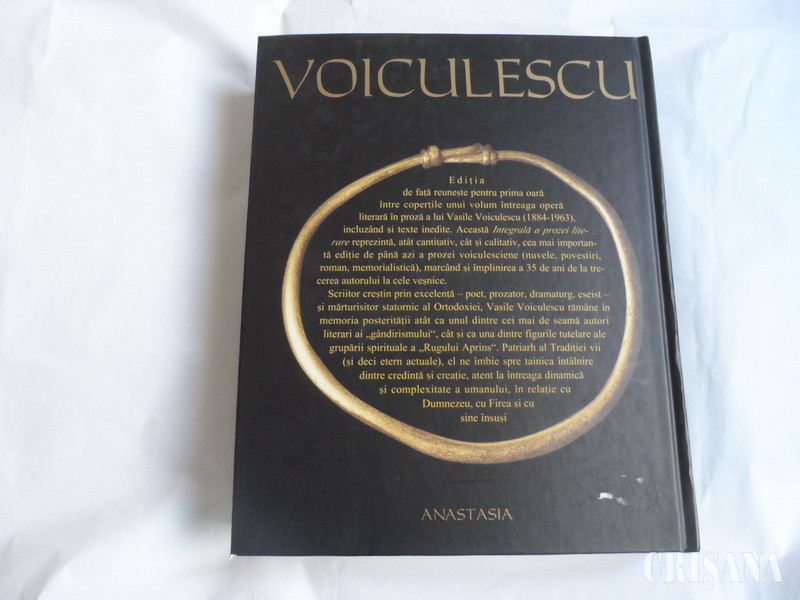 VOICULESCU
Ediția
de față reunește pentru prima oară
între coperțile unui volum întreaga operă
literară în proză a lui Vasile Voiculescu (1884-1963),
incluzând și texte inedite. Această Integrală a prozei lite-
rare reprezintă, atât cantitativ, cât și calitativ, cea mai importan-
tă ediție de până azi a prozei voiculesciene (nuvele, povestiri,
roman, memorialistică), marcând și împlinirea a 35 de ani de la tre-
cerea autorului la cele veșnice.
Scriitor creștin prin excelență – poet, prozator, dramaturg, eseist –
și mărturisitor statornic al Ortodoxiei, Vasile Voiculescu rămâne în
memoria posterității atât ca unul dintre cei mai de seamă autori
literari ai „gândirismului“, cât și ca una dintre figurile tutelare ale
grupării spirituale a „Rugului Aprins“. Patriarh al Tradiției vii
(și deci etern actuale), el ne îmbie spre tainica întâlnire
dintre credință și creație, atent la întreaga dinamică
și complexitate a umanului, în relație cu
Dumnezeu, cu Firea și cu
sine însuși
ANASTASIA
CRIȘANA